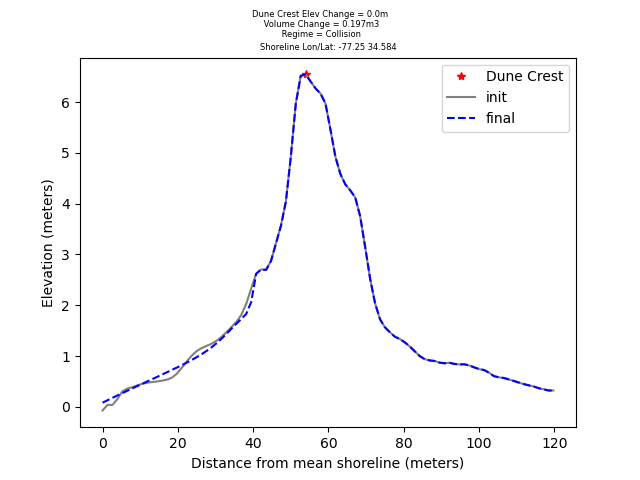 Dune Crest Elev Change = 0.0m
Volume Change = 0.197m3
Regime = Collision
Shoreline Lon/Lat: -77.25 34.584
Dune Crest
init
final
6
5
4
3
2
1
0
Elevation (meters)
0 20 40 60 80 100 120
Distance from mean shoreline (meters)